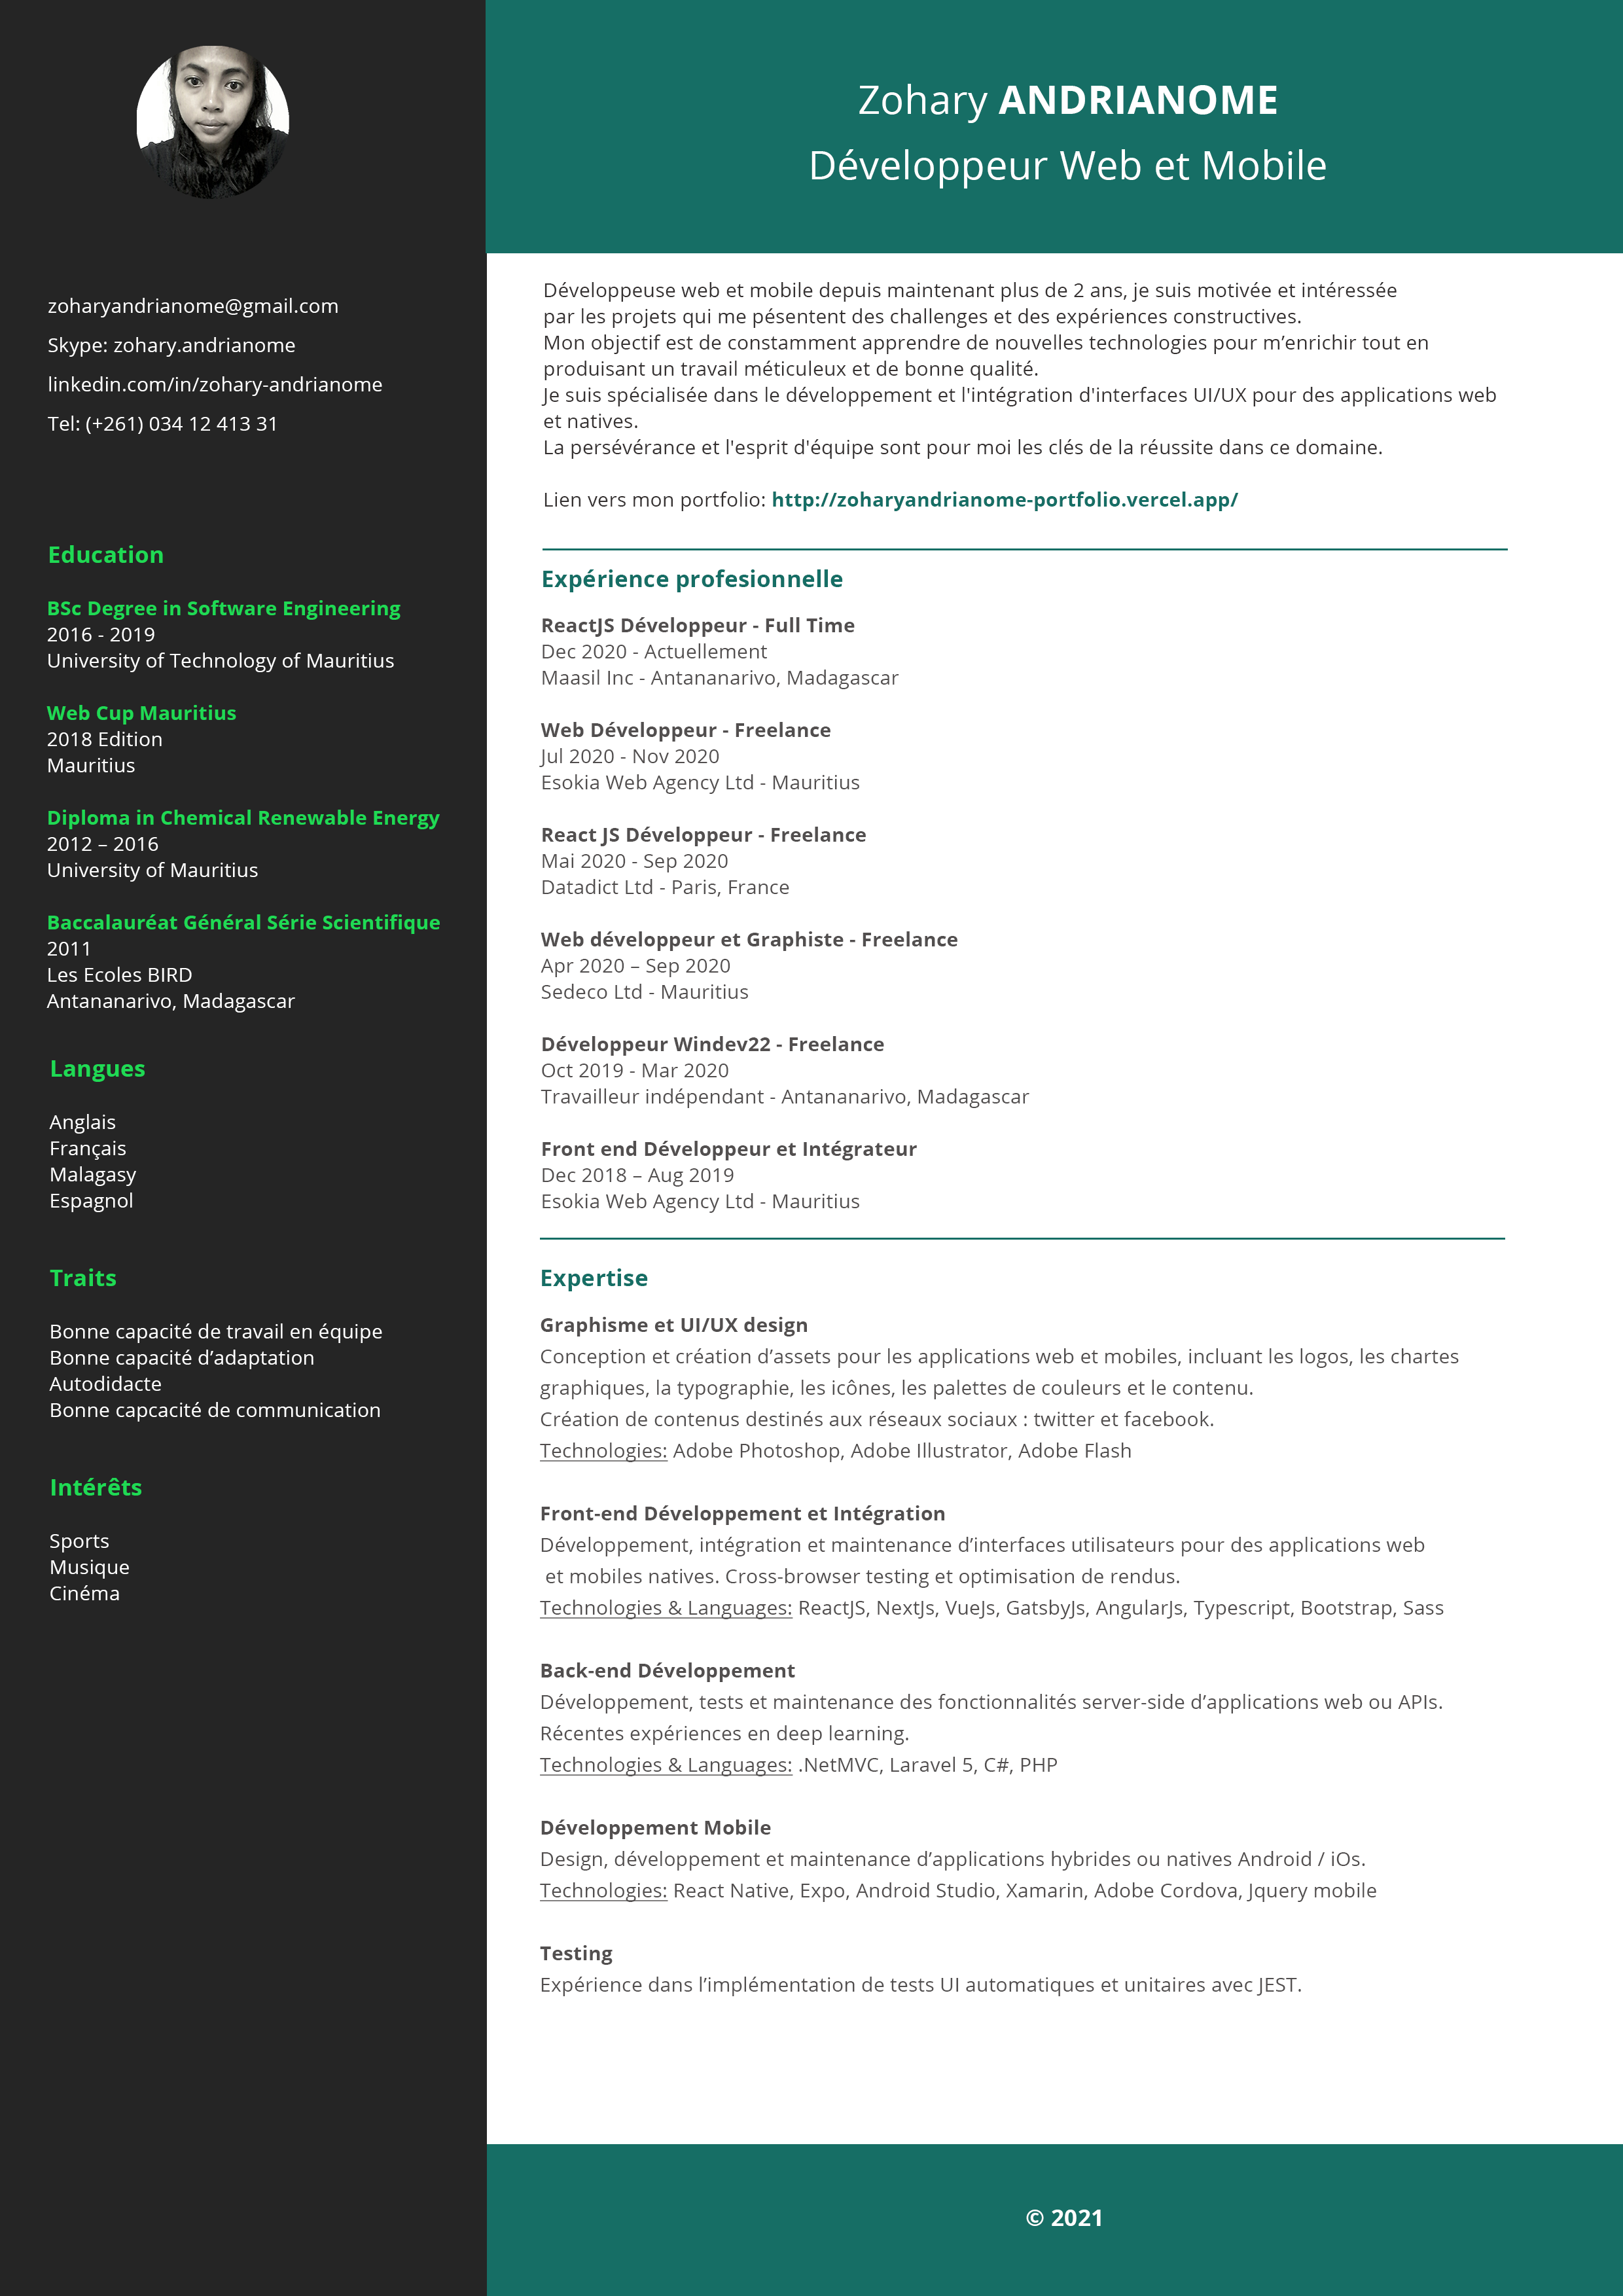 Zohary ANDRIANOME
Développeur Web et Mobile
zoharyandrianome@gmail.com
Skype: zohary.andrianome
linkedin.com/in/zohary-andrianome
Tel: (+261) 034 12 413 31
Education
BSc Degree in Software Engineering
2016 - 2019
University of Technology of Mauritius
Web Cup Mauritius
2018 Edition
Mauritius
Diploma in Chemical Renewable Energy
2012 – 2016
University of Mauritius
Baccalauréat Général Série Scientifique
2011
Les Ecoles BIRD
Antananarivo, Madagascar
Langues
Anglais
Français
Malagasy
Espagnol
Traits
Bonne capacité de travail en équipe
Bonne capacité d’adaptation
Autodidacte
Bonne capcacité de communication
Intérêts
Sports
Musique
Cinéma
Développeuse web et mobile depuis maintenant plus de 2 ans, je suis motivée et intéressée
par les projets qui me pésentent des challenges et des expériences constructives.
Mon objectif est de constamment apprendre de nouvelles technologies pour m’enrichir tout en
produisant un travail méticuleux et de bonne qualité.
Je suis spécialisée dans le développement et l'intégration d'interfaces UI/UX pour des applications web
et natives.
La persévérance et l'esprit d'équipe sont pour moi les clés de la réussite dans ce domaine.
Lien vers mon portfolio: http://zoharyandrianome-portfolio.vercel.app/
Expérience profesionnelle
ReactJS Développeur - Full Time
Dec 2020 - Actuellement
Maasil Inc - Antananarivo, Madagascar
Web Développeur - Freelance
Jul 2020 - Nov 2020
Esokia Web Agency Ltd - Mauritius
React JS Développeur - Freelance
Mai 2020 - Sep 2020
Datadict Ltd - Paris, France
Web développeur et Graphiste - Freelance
Apr 2020 – Sep 2020
Sedeco Ltd - Mauritius
Développeur Windev22 - Freelance
Oct 2019 - Mar 2020
Travailleur indépendant - Antananarivo, Madagascar
Front end Développeur et Intégrateur
Dec 2018 – Aug 2019
Esokia Web Agency Ltd - Mauritius
Expertise
Graphisme et UI/UX design
Conception et création d’assets pour les applications web et mobiles, incluant les logos, les chartes
graphiques, la typographie, les icônes, les palettes de couleurs et le contenu.
Création de contenus destinés aux réseaux sociaux : twitter et facebook.
Technologies: Adobe Photoshop, Adobe Illustrator, Adobe Flash
Front-end Développement et Intégration
Développement, intégration et maintenance d’interfaces utilisateurs pour des applications web
et mobiles natives. Cross-browser testing et optimisation de rendus.
Technologies & Languages: ReactJS, NextJs, VueJs, GatsbyJs, AngularJs, Typescript, Bootstrap, Sass
Back-end Développement
Développement, tests et maintenance des fonctionnalités server-side d’applications web ou APIs.
Récentes expériences en deep learning.
Technologies & Languages: .NetMVC, Laravel 5, C#, PHP
Développement Mobile
Design, développement et maintenance d’applications hybrides ou natives Android / iOs.
Technologies: React Native, Expo, Android Studio, Xamarin, Adobe Cordova, Jquery mobile
Testing
Expérience dans l’implémentation de tests UI automatiques et unitaires avec JEST.
© 2021